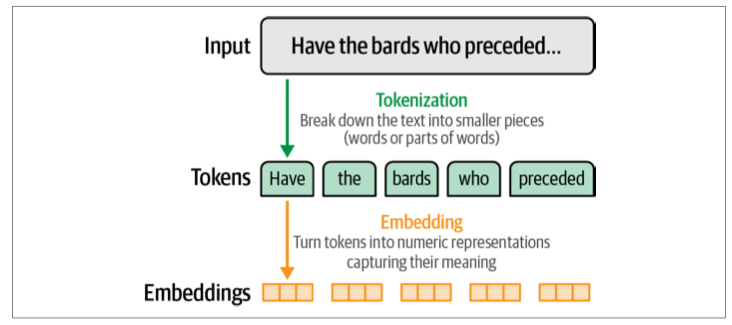 Input
Have the bards who preceded...
Tokenization
Break down the text into smaller pieces
(words or parts of words)
Tokens
Have
the
bards
who
preceded
Embedding
Turn tokens into numeric representations
capturing their meaning
Embeddings